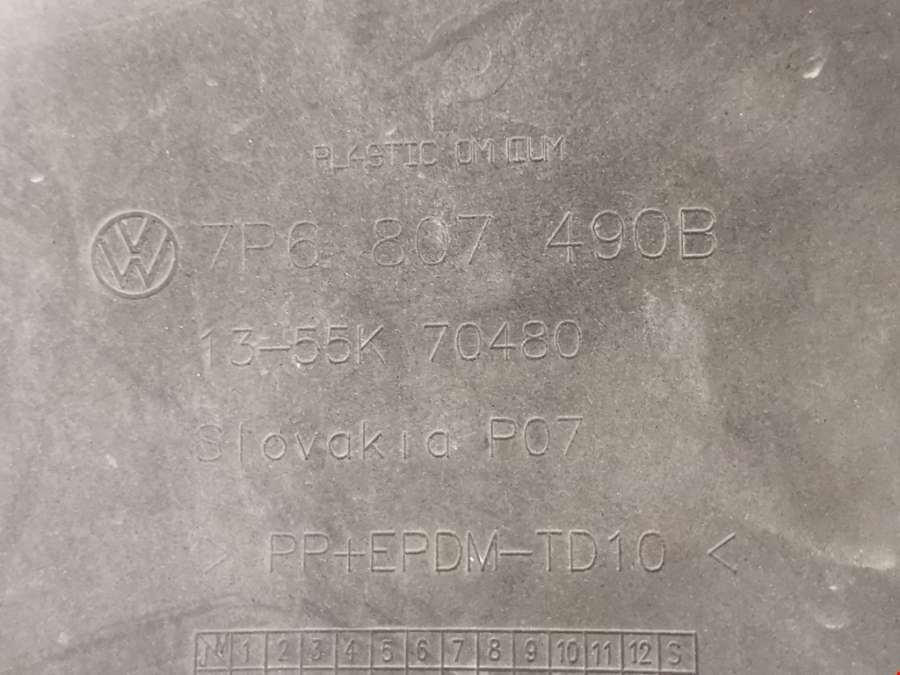 PLASTIC OMNIUM
7P6 807 490B
13-55K 70480
Slovakia P07
> PP+EPDM-TD10 <
1 2 3 4 5 6 7 8 9 10 11 12 S